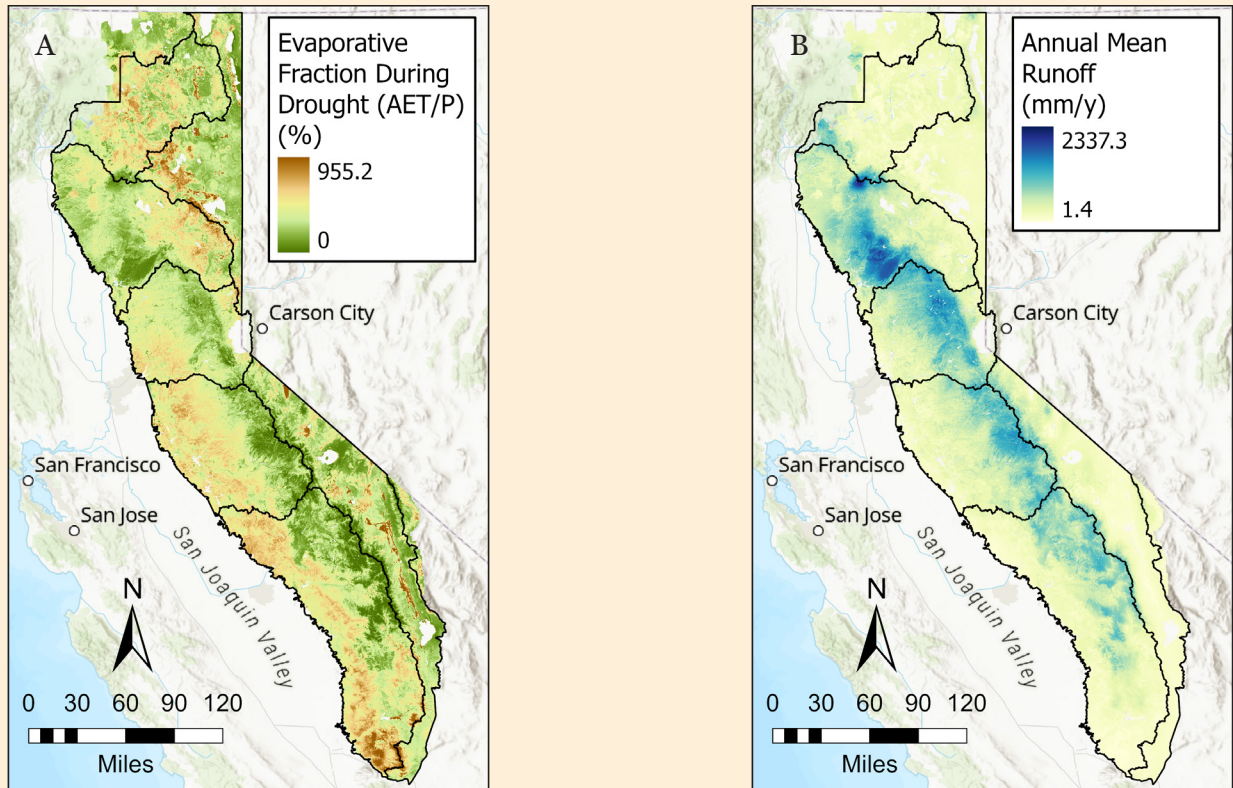 A
Evaporative
Fraction During
Drought (AET/P)
(%)
955.2
0
Carson City
San Francisco
San Jose
San Joaquin Valley
N
0 30 60 90 120
Miles
B
Annual Mean
Runoff
(mm/y)
2337.3
1.4
Carson City
San Francisco
San Jose
San Joaquin Valley
N
0 30 60 90 120
Miles